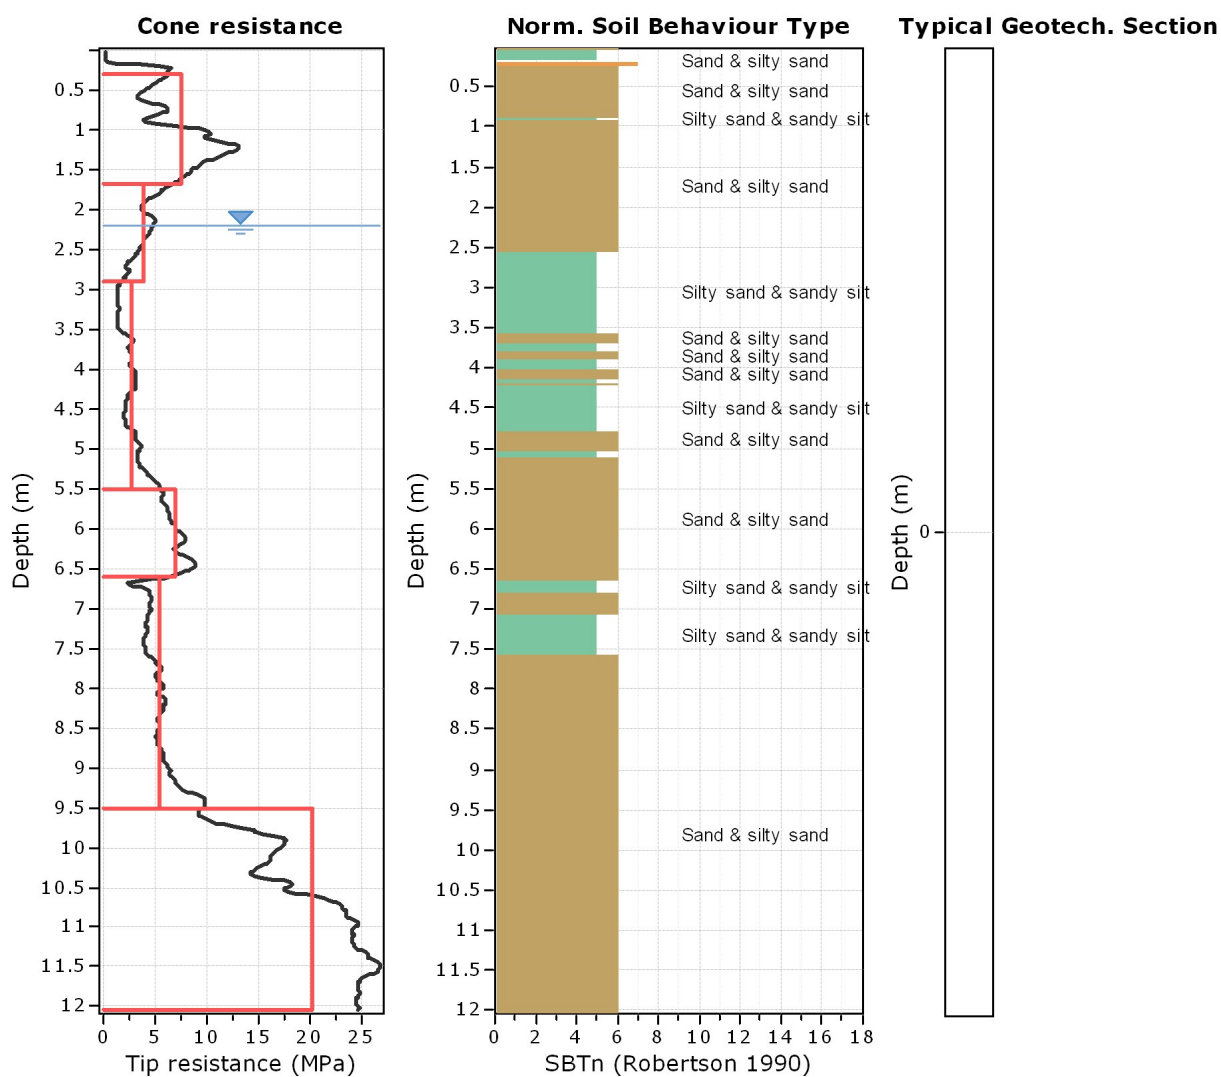 Cone resistance
Norm. Soil Behaviour Type
Typical Geotech. Section
Depth (m)
0.5
1
1.5
2
2.5
3
3.5
4
4.5
5
5.5
6
6.5
7
7.5
8
8.5
9
9.5
10
10.5
11
11.5
12
0 5 10 15 20 25
Tip resistance (MPa)
Depth (m)
0.5
1
1.5
2
2.5
3
3.5
4
4.5
5
5.5
6
6.5
7
7.5
8
8.5
9
9.5
10
10.5
11
11.5
12
Sand & silty sand
Sand & silty sand
Silty sand & sandy silt
Sand & silty sand
Silty sand & sandy silt
Sand & silty sand
Sand & silty sand
Sand & silty sand
Silty sand & sandy silt
Sand & silty sand
Sand & silty sand
Silty sand & sandy silt
Silty sand & sandy silt
Sand & silty sand
0 2 4 6 8 10 12 14 16 18
SBTn (Robertson 1990)
Depth (m)
0